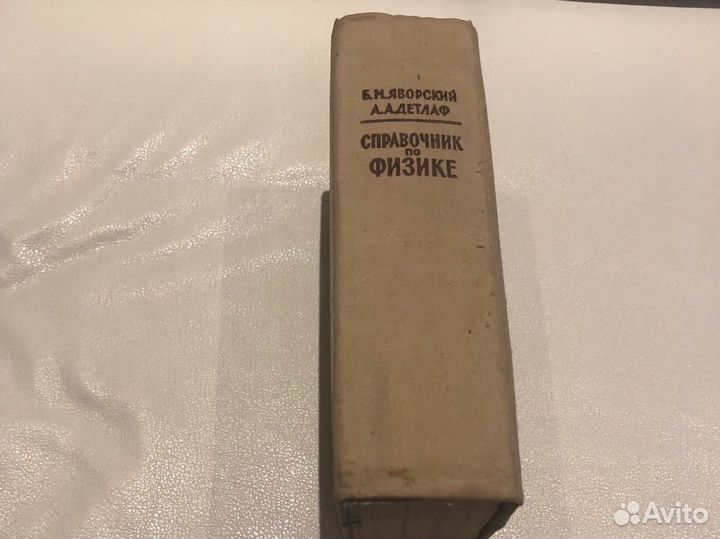 Б.М.ЯВОРСКИЙ
А.А.ДЕТЛАФ
СПРАВОЧНИК
ПО
ФИЗИКЕ
Avito